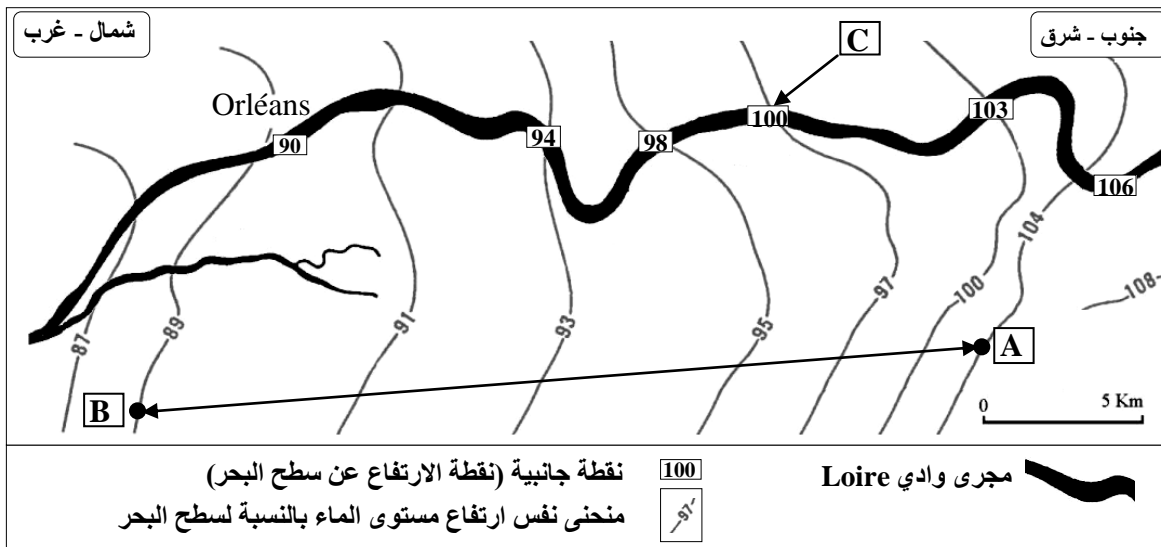 شمال - غرب
جنوب - شرق
C
Orléans
90
94
98
100
103
106
87
89
91
93
95
97
100
104
108
A
B
0 5 Km
مجرى وادي Loire
100 نقطة جانبية (نقطة الارتفاع عن سطح البحر)
97 منحنى نفس ارتفاع مستوى الماء بالنسبة لسطح البحر